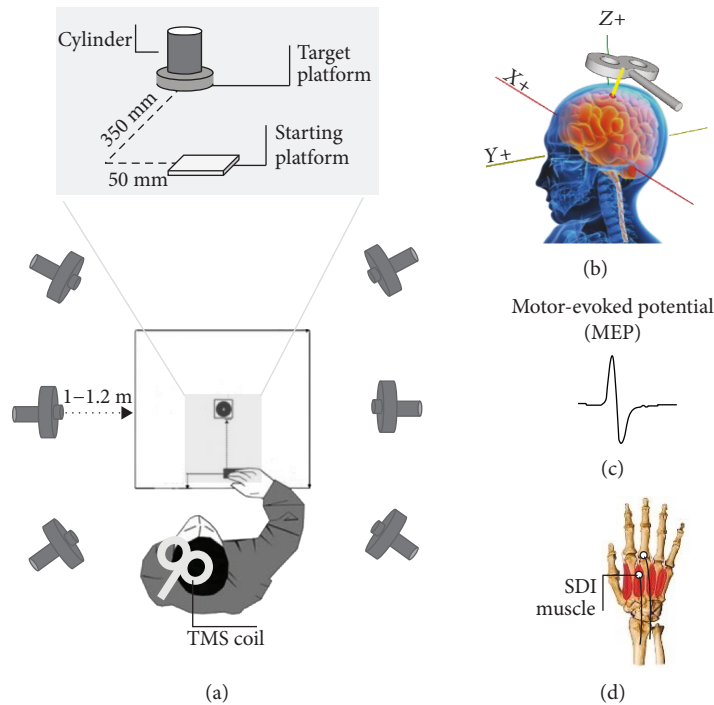 Cylinder
Target
platform
350 mm
Starting
platform
50 mm
1–1.2 m
TMS coil
(a)
Z+
X+
Y+
(b)
Motor-evoked potential
(MEP)
(c)
SDI
muscle
(d)